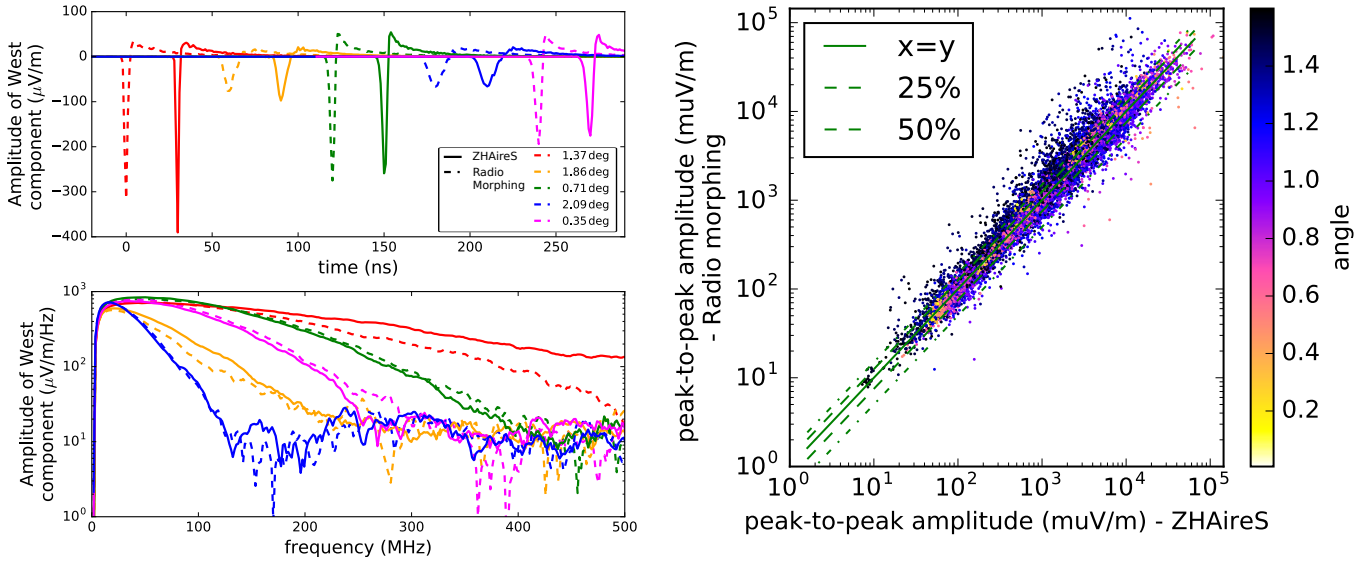 Amplitude of West
component (μV/m)
100
0
−100
−200
−300
−400
ZHAireS
Radio
Morphing
1.37 deg
1.86 deg
0.71 deg
2.09 deg
0.35 deg
0 50 100 150 200 250
time (ns)
Amplitude of West
component (μV/m/Hz)
10³
10²
10¹
10⁰
0 100 200 300 400 500
frequency (MHz)
peak-to-peak amplitude (muV/m)
- Radio morphing
10⁵
10⁴
10³
10²
10¹
10⁰
x=y
25%
50%
10⁰ 10¹ 10² 10³ 10⁴ 10⁵
peak-to-peak amplitude (muV/m) - ZHAireS
1.4
1.2
1.0
0.8
0.6
0.4
0.2
angle